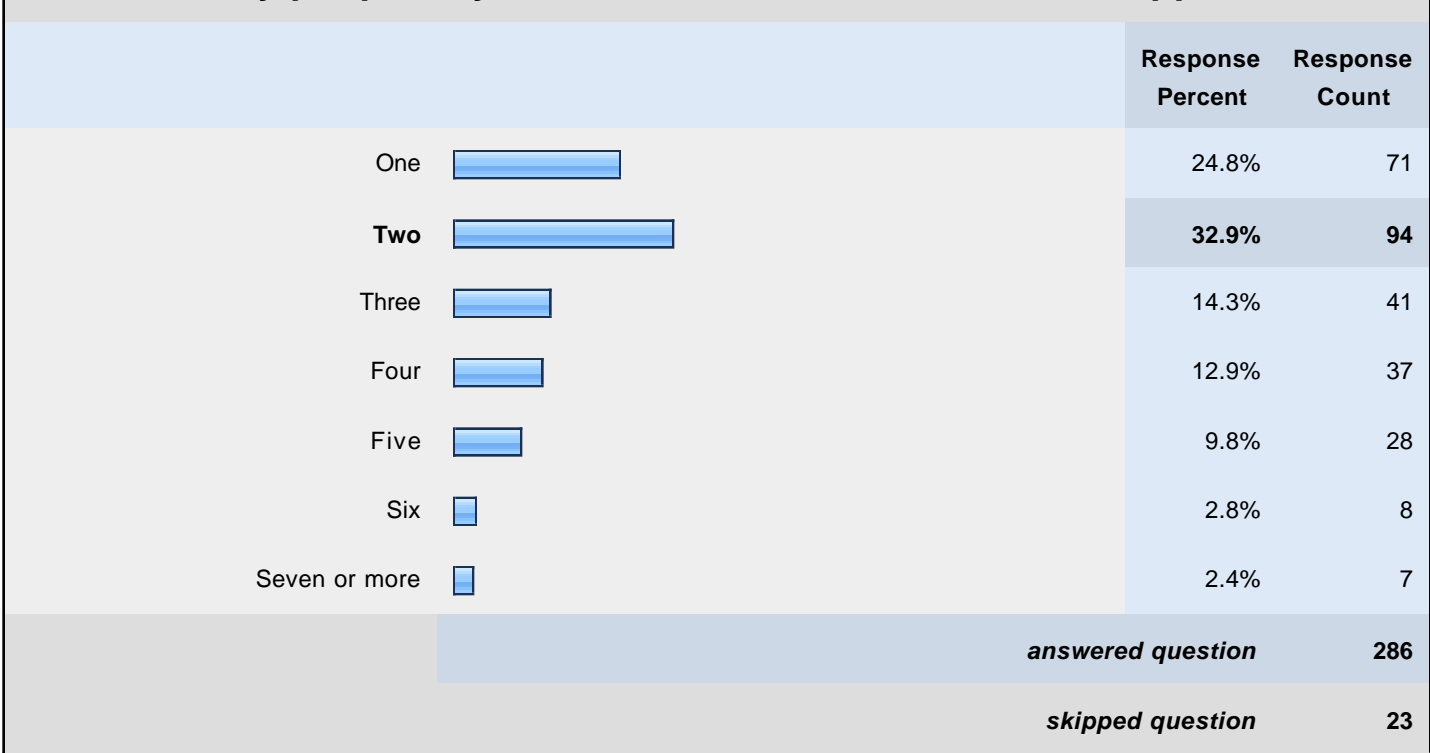 Response Percent Response Count
One 24.8% 71
Two 32.9% 94
Three 14.3% 41
Four 12.9% 37
Five 9.8% 28
Six 2.8% 8
Seven or more 2.4% 7
answered question 286
skipped question 23